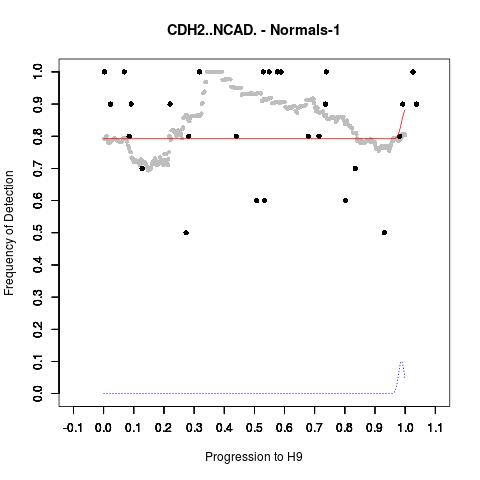 CDH2..NCAD. - Normals-1
1.0
0.9
0.8
0.7
0.6
0.5
0.4
0.3
0.2
0.1
0.0
Frequency of Detection
-0.1 0.0 0.1 0.2 0.3 0.4 0.5 0.6 0.7 0.8 0.9 1.0 1.1
Progression to H9